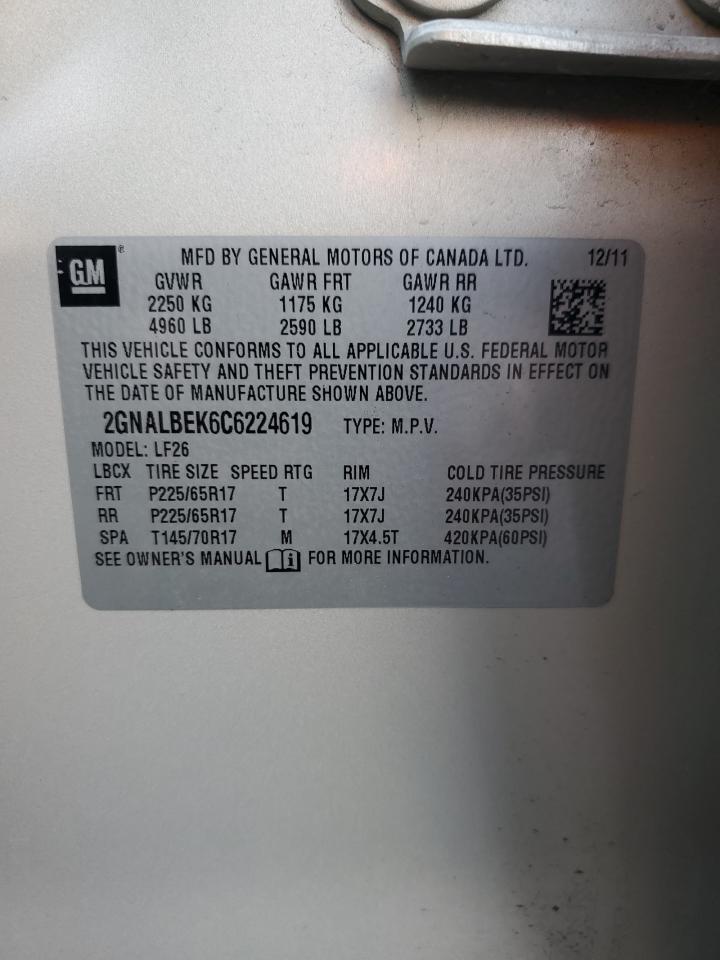 GM ® MFD BY GENERAL MOTORS OF CANADA LTD. 12/11
GVWR GAWR FRT GAWR RR
2250 KG 1175 KG 1240 KG
4960 LB 2590 LB 2733 LB
THIS VEHICLE CONFORMS TO ALL APPLICABLE U.S. FEDERAL MOTOR
VEHICLE SAFETY AND THEFT PREVENTION STANDARDS IN EFFECT ON
THE DATE OF MANUFACTURE SHOWN ABOVE.
2GNALBEK6C6224619 TYPE: M.P.V.
MODEL: LF26
LBCX TIRE SIZE SPEED RTG RIM COLD TIRE PRESSURE
FRT P225/65R17 T 17X7J 240KPA(35PSI)
RR P225/65R17 T 17X7J 240KPA(35PSI)
SPA T145/70R17 M 17X4.5T 420KPA(60PSI)
SEE OWNER'S MANUAL i FOR MORE INFORMATION.